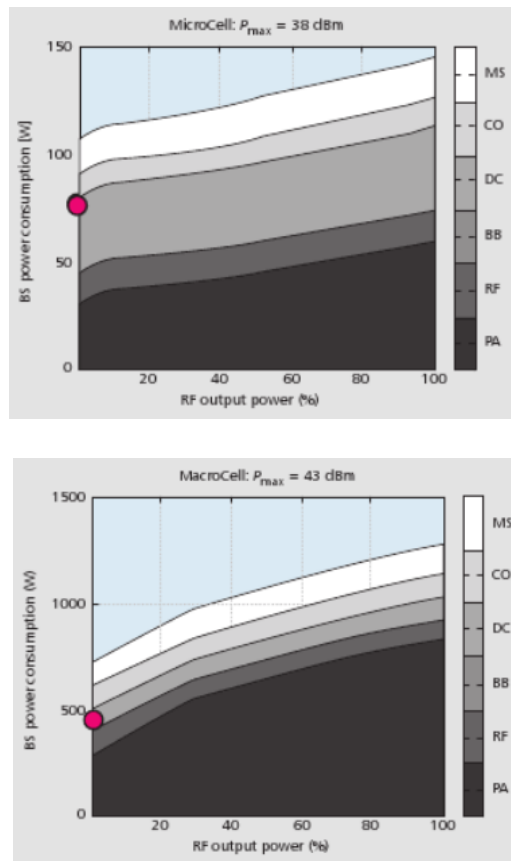 MicroCell: Pmax = 38 dBm
150
100
50
0
BS power consumption [W]
20
40
60
80
100
RF output power (%)
MS
CO
DC
BB
RF
PA
MacroCell: Pmax = 43 dBm
1500
1000
500
0
BS power consumption (W)
20
40
60
80
100
RF output power (%)
MS
CO
DC
BB
RF
PA